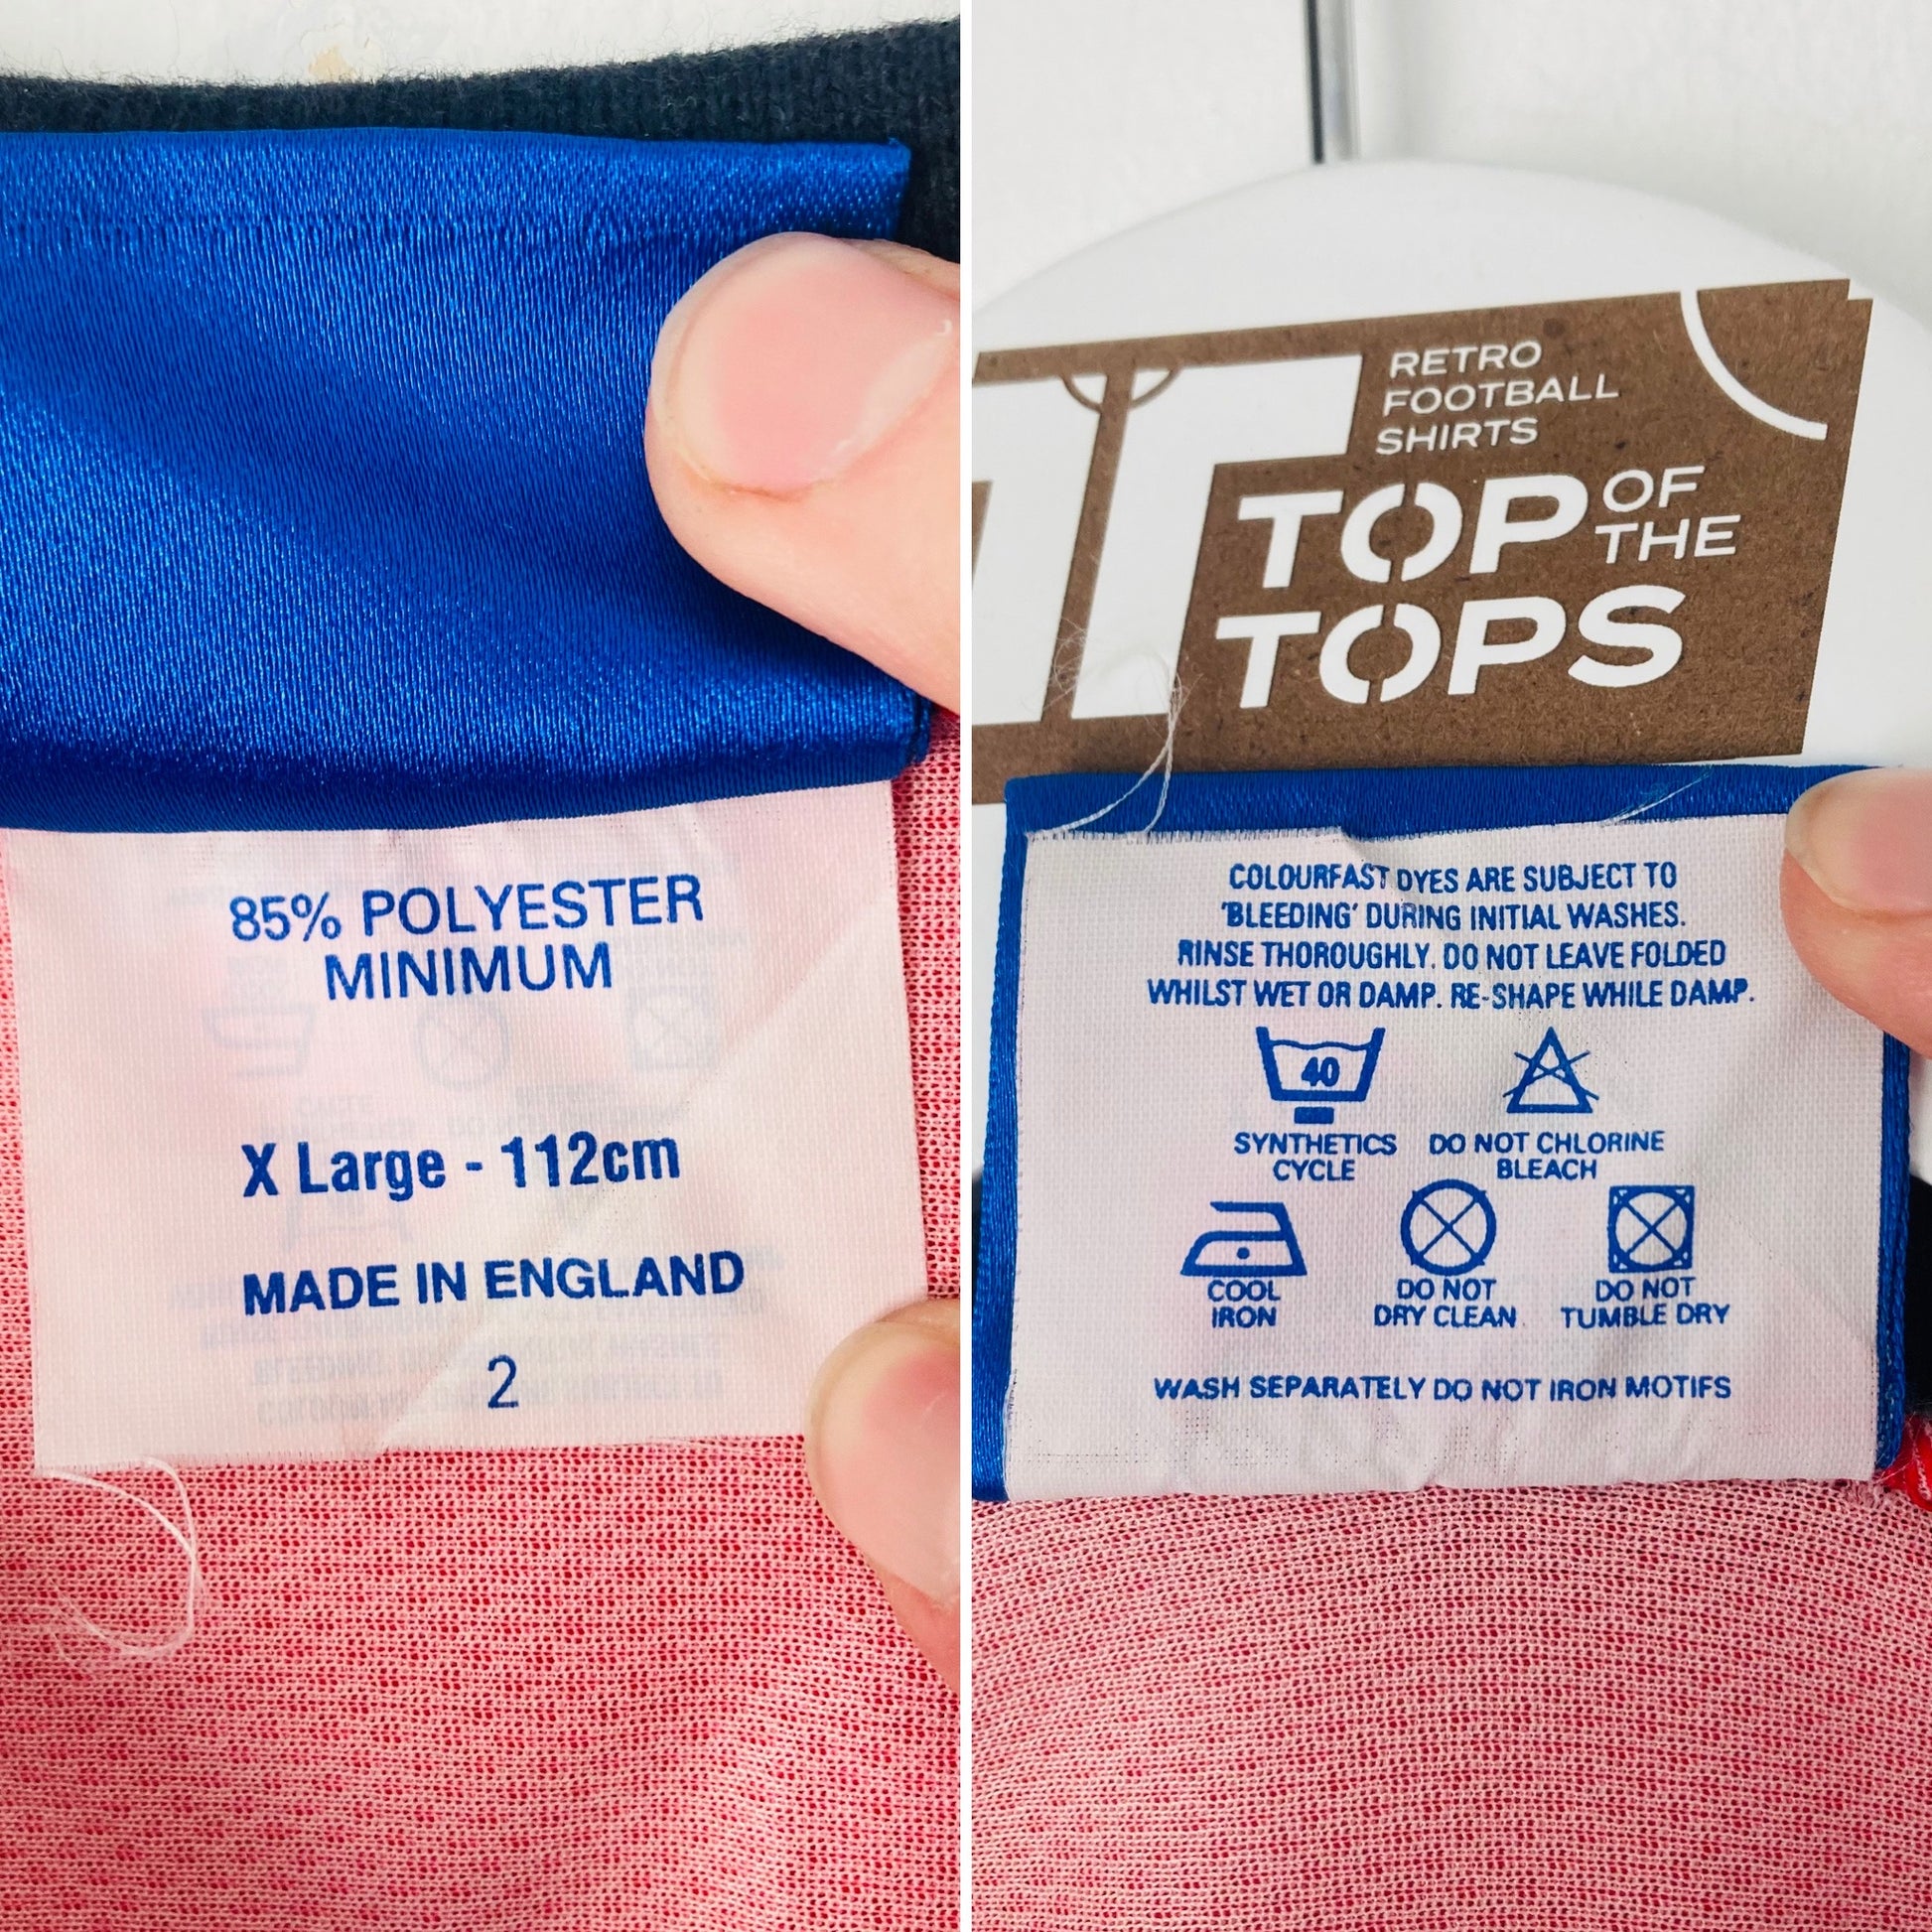 85% POLYESTER
MINIMUM
X Large - 112cm
MADE IN ENGLAND
2
RETRO
FOOTBALL
SHIRTS
TOP OF
THE
TOPS
COLOURFAST DYES ARE SUBJECT TO
'BLEEDING' DURING INITIAL WASHES.
RINSE THOROUGHLY. DO NOT LEAVE FOLDED
WHILST WET OR DAMP. RE-SHAPE WHILE DAMP.
40
SYNTHETICS
CYCLE
DO NOT CHLORINE
BLEACH
COOL
IRON
DO NOT
DRY CLEAN
DO NOT
TUMBLE DRY
WASH SEPARATELY DO NOT IRON MOTIFS